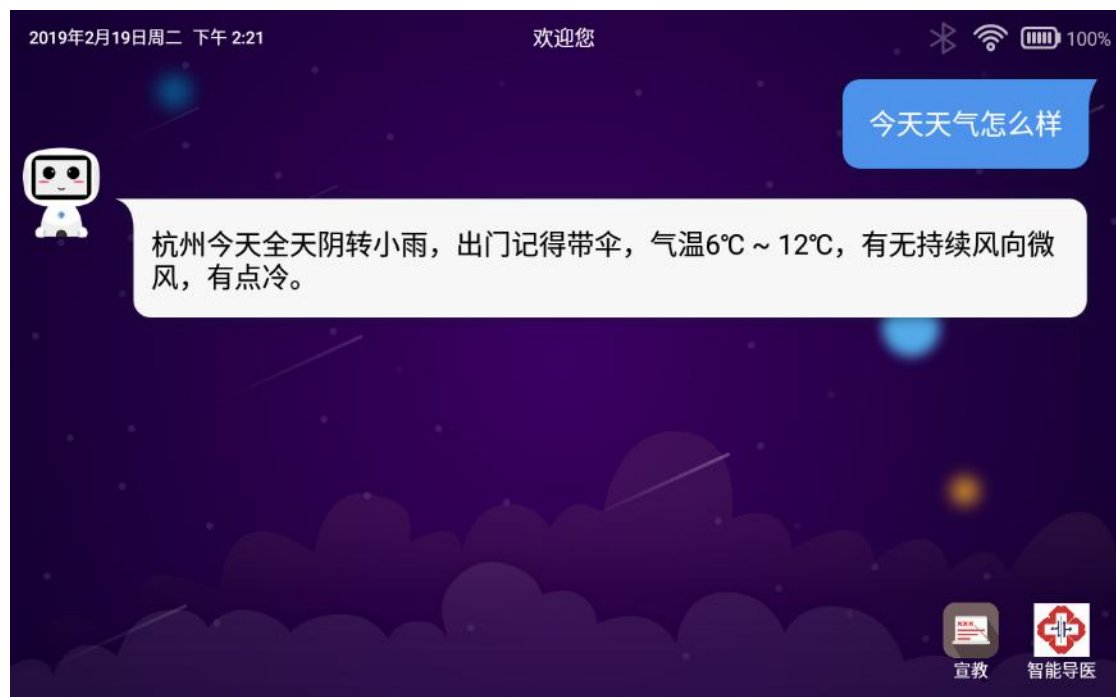 2019年2月19日周二 下午 2:21
欢迎您
100%
今天天气怎么样
杭州今天全天阴转小雨，出门记得带伞，气温6℃ ~ 12℃，有无持续风向微
风，有点冷。
XXX
宣教
智能导医